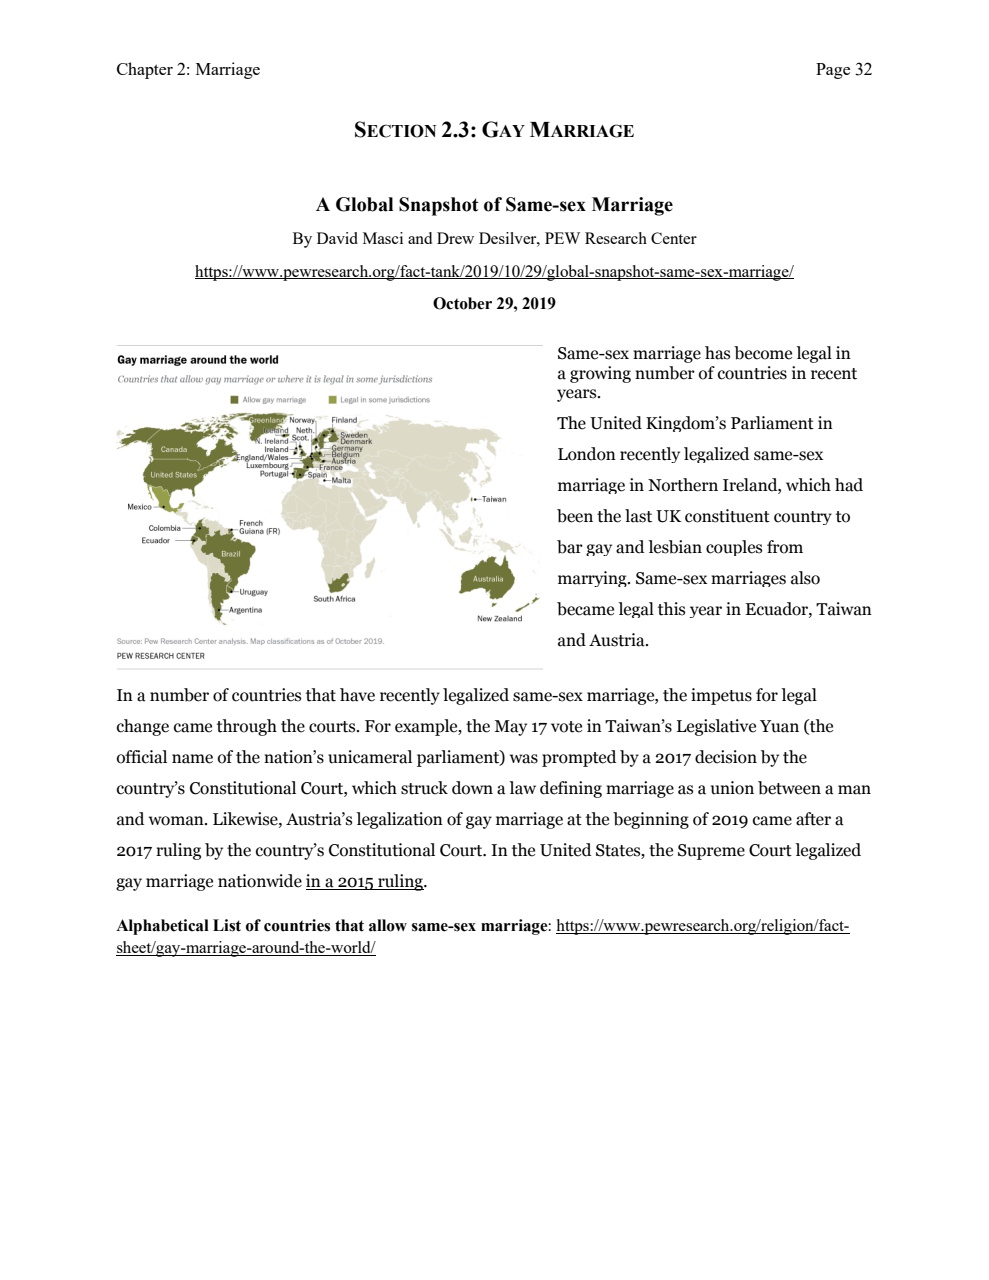 Chapter 2: Marriage
Page 32
SECTION 2.3: GAY MARRIAGE
A Global Snapshot of Same-sex Marriage
By David Masci and Drew Desilver, PEW Research Center
https://www.pewresearch.org/fact-tank/2019/10/29/global-snapshot-same-sex-marriage/
October 29, 2019
Gay marriage around the world
Countries that allow gay marriage or where it is legal in some jurisdictions
Allow gay marriage
Legal in some jurisdictions
Greenland
Norway
Finland
Iceland
Neth.
Sweden
N. Ireland
Scot.
Denmark
Ireland
Germany
England/Wales
Belgium
Luxembourg
Austria
France
Portugal
Spain
Malta
Canada
United States
Mexico
Taiwan
Colombia
French
Guiana (FR)
Ecuador
Brazil
Australia
Uruguay
South Africa
Argentina
New Zealand
Source: Pew Research Center analysis. Map classifications as of October 2019.
PEW RESEARCH CENTER
Same-sex marriage has become legal in
a growing number of countries in recent
years.
The United Kingdom’s Parliament in
London recently legalized same-sex
marriage in Northern Ireland, which had
been the last UK constituent country to
bar gay and lesbian couples from
marrying. Same-sex marriages also
became legal this year in Ecuador, Taiwan
and Austria.
In a number of countries that have recently legalized same-sex marriage, the impetus for legal
change came through the courts. For example, the May 17 vote in Taiwan’s Legislative Yuan (the
official name of the nation’s unicameral parliament) was prompted by a 2017 decision by the
country’s Constitutional Court, which struck down a law defining marriage as a union between a man
and woman. Likewise, Austria’s legalization of gay marriage at the beginning of 2019 came after a
2017 ruling by the country’s Constitutional Court. In the United States, the Supreme Court legalized
gay marriage nationwide in a 2015 ruling.
Alphabetical List of countries that allow same-sex marriage: https://www.pewresearch.org/religion/fact-
sheet/gay-marriage-around-the-world/